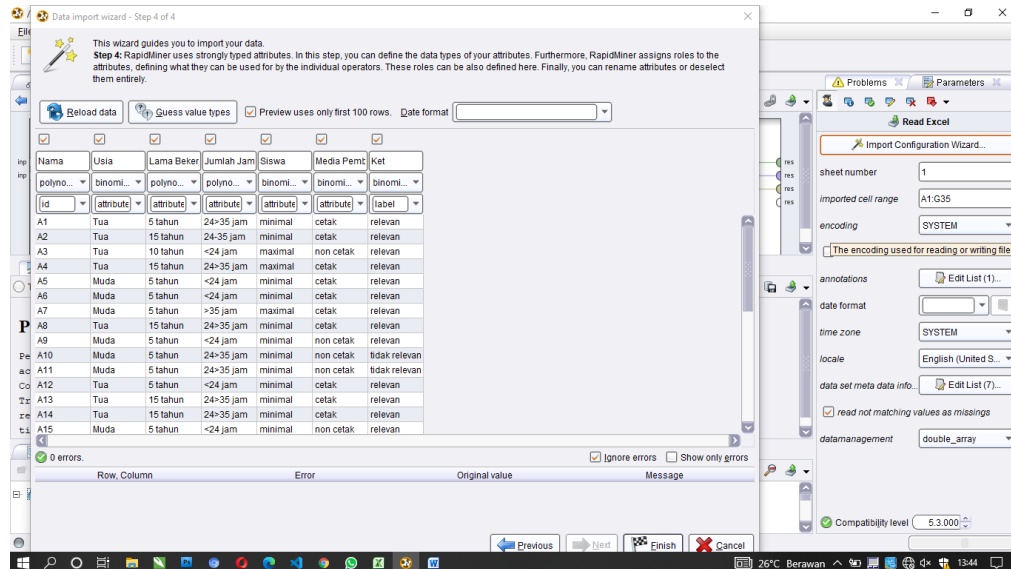 Data import wizard - Step 4 of 4
This wizard guides you to import your data.
Step 4: RapidMiner uses strongly typed attributes. In this step, you can define the data types of your attributes. Furthermore, RapidMiner assigns roles to the
attributes, defining what they can be used for by the individual operators. These roles can be also defined here. Finally, you can rename attributes or deselect
them entirely.
Reload data Guess value types Preview uses only first 100 rows. Date format
Nama Usia Lama Beker Jumlah Jam Siswa Media Pemb Ket
polyno... binomi... polyno... polyno... binomi... binomi... binomi...
id attribute attribute attribute attribute attribute label
A1 Tua 5 tahun 24>35 jam minimal cetak relevan
A2 Tua 15 tahun 24-35 jam minimal cetak relevan
A3 Tua 10 tahun <24 jam maximal non cetak relevan
A4 Tua 15 tahun 24>35 jam maximal cetak relevan
A5 Muda 5 tahun <24 jam minimal cetak relevan
A6 Muda 5 tahun <24 jam minimal cetak relevan
A7 Muda 5 tahun >35 jam maximal cetak relevan
A8 Tua 15 tahun 24>35 jam minimal cetak relevan
A9 Muda 5 tahun <24 jam minimal non cetak relevan
A10 Muda 5 tahun 24>35 jam minimal non cetak tidak relevan
A11 Muda 5 tahun 24>35 jam minimal non cetak tidak relevan
A12 Tua 5 tahun <24 jam minimal cetak relevan
A13 Tua 15 tahun 24>35 jam minimal cetak relevan
A14 Tua 15 tahun 24>35 jam minimal cetak relevan
A15 Muda 5 tahun <24 jam minimal non cetak relevan
0 errors. Ignore errors Show only errors
Row, Column Error Original value Message
Previous Next Finish Cancel
inp
inp
res
res
res
res
Problems Parameters
Read Excel
Import Configuration Wizard...
sheet number 1
imported cell range A1:G35
encoding SYSTEM
The encoding used for reading or writing file
annotations Edit List (1)...
date format
time zone SYSTEM
locale English (United S...
data set meta data info... Edit List (7)...
read not matching values as missings
datamanagement double_array
Compatibility level 5.3.000
26°C Berawan 13:44